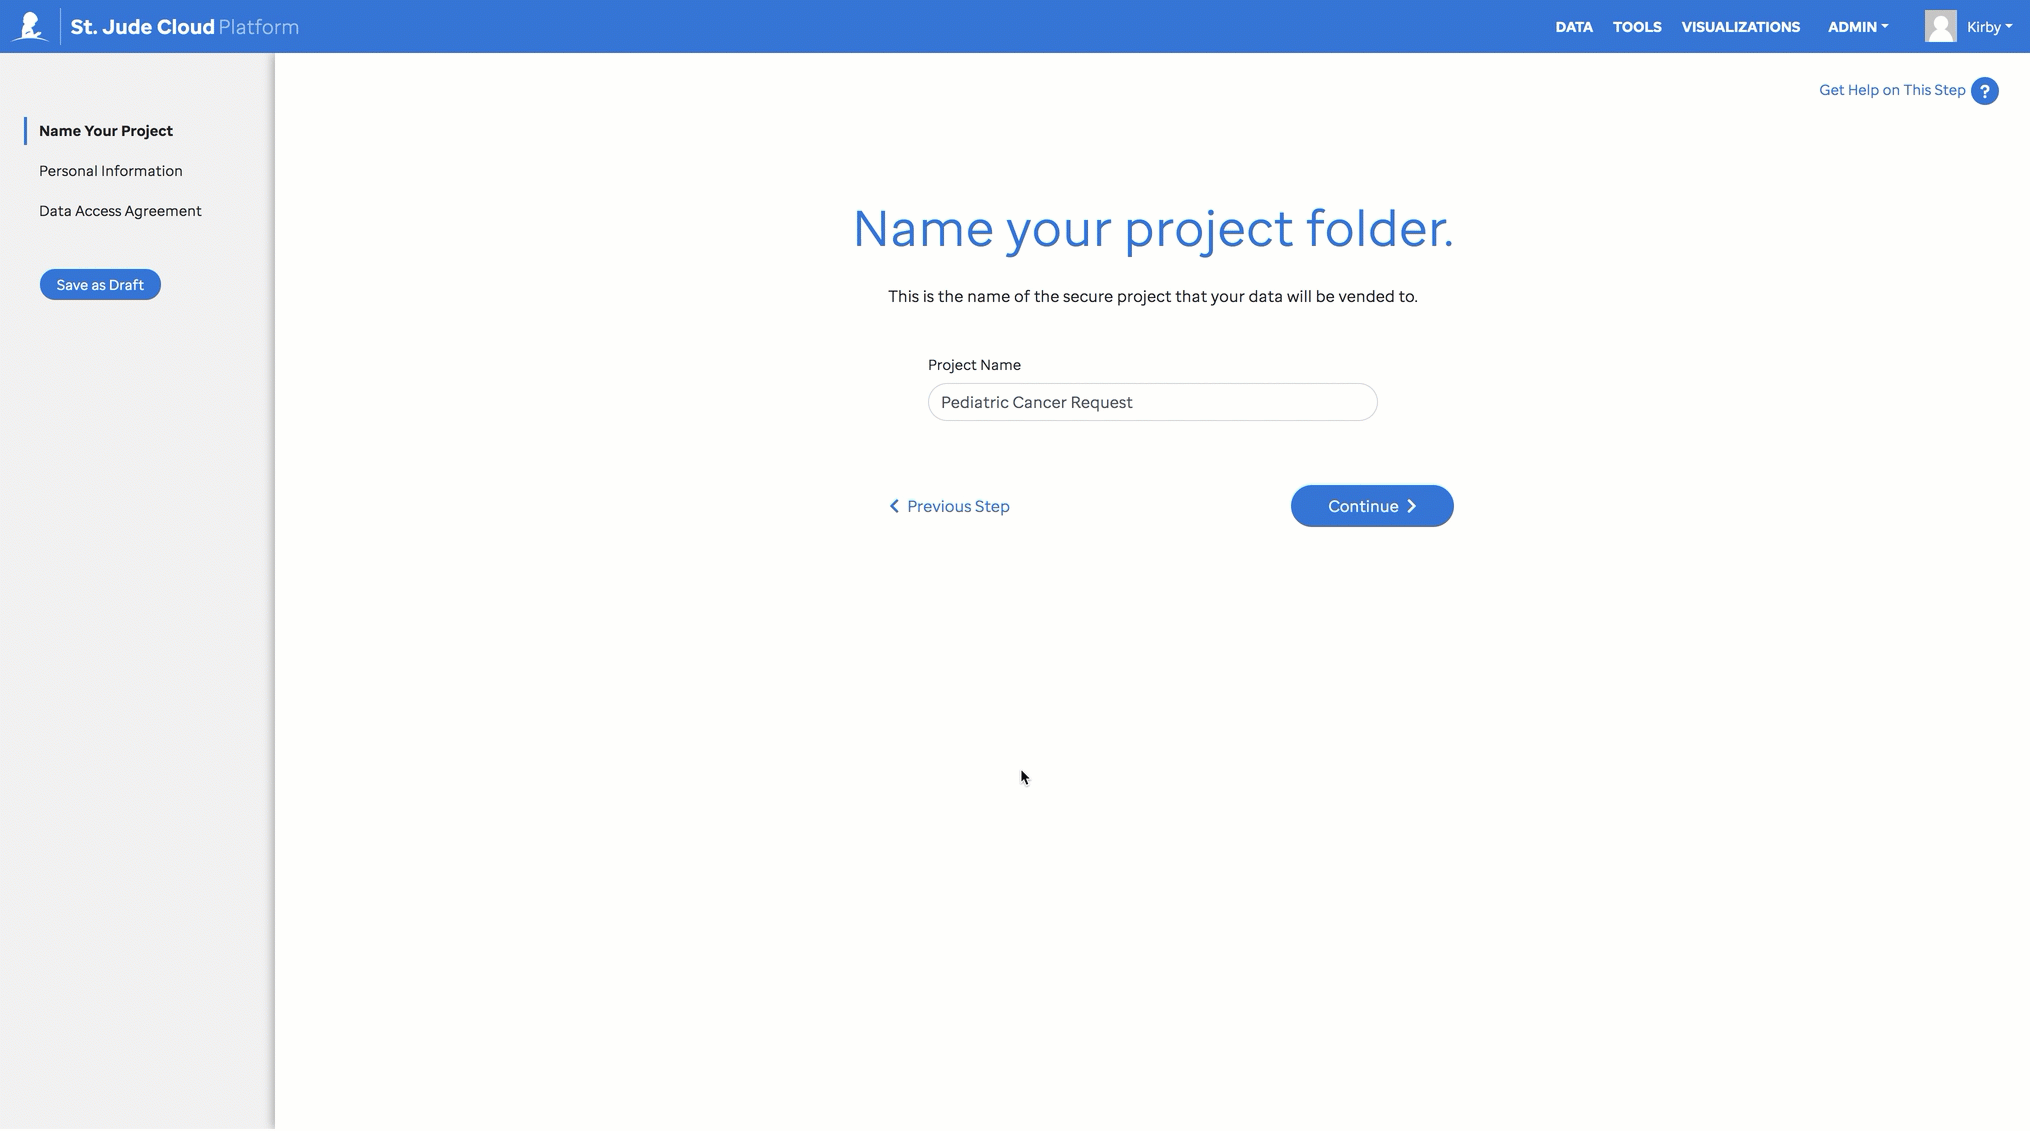 St. Jude Cloud Platform
DATA TOOLS VISUALIZATIONS ADMIN Kirby
Get Help on This Step ?
Name Your Project
Personal Information
Data Access Agreement
Save as Draft
Name your project folder.
This is the name of the secure project that your data will be vended to.
Project Name
Pediatric Cancer Request
Previous Step
Continue